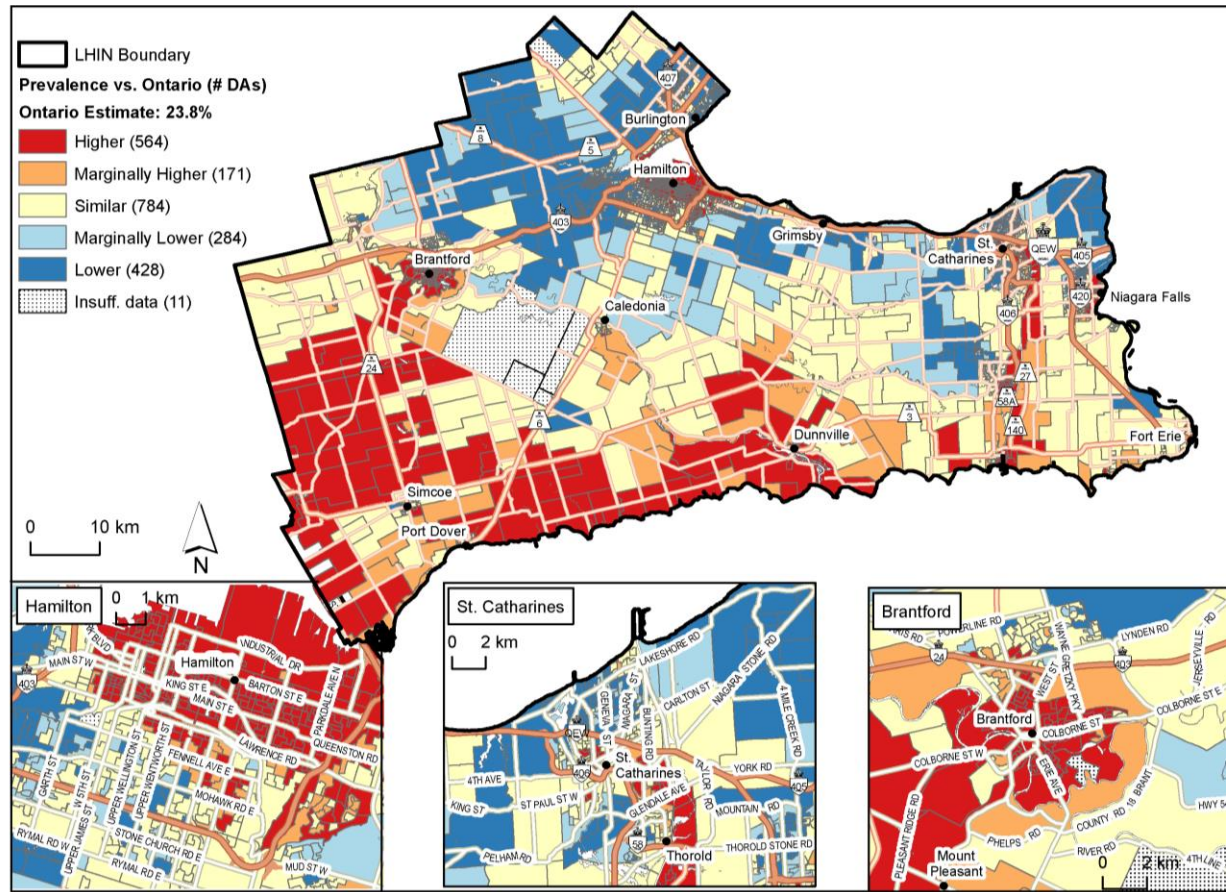 LHIN Boundary
Prevalence vs. Ontario (# DAs)
Ontario Estimate: 23.8%
Higher (564)
Marginally Higher (171)
Similar (784)
Marginally Lower (284)
Lower (428)
Insuff. data (11)
407
Burlington
8
5
Hamilton
403
Grimsby
St.
Catharines
QEW
405
420
Niagara Falls
406
Brantford
Caledonia
24
27
58A
140
6
3
Dunnville
Fort Erie
Simcoe
Port Dover
0 10 km
N
Hamilton
0 1 km
BLVD
INDUSTRIAL DR
MAIN ST W
403
Hamilton
KING ST E
BARTON ST E
MAIN ST E
PARKDALE AVE N
LAWRENCE RD
QUEENSTON RD
FENNELL AVE E
GARTH ST
W 5TH ST
UPPER JAMES ST
UPPER WELLINGTON ST
UPPER WENTWORTH ST
MOHAWK RD E
STONE CHURCH RD E
RYMAL RD W
RYMAL RD E
MUD ST W
St. Catharines
0 2 km
LAKESHORE RD
GENEVA ST
NIAGARA ST
BUNTING RD
CARLTON ST
NIAGARA STONE RD
4 MILE CREEK RD
QEW
406
St.
Catharines
4TH AVE
KING ST
ST PAUL ST W
GLENDALE AVE
TAYLOR RD
YORK RD
405
MOUNTAIN RD
58
PELHAM RD
Thorold
THOROLD STONE RD
Brantford
POWERLINE RD
LYNDEN RD
24
WEST ST
WAYNE GRETZKY PKY
403
JERSEYVILLE RD
Brantford
COLBORNE ST
COLBORNE ST E
COLBORNE ST W
ERIE AVE
PLEASANT RIDGE RD
PHELPS RD
COUNTY RD 18 BRANT
HWY 54
RIVER RD
4TH LINE
Mount
Pleasant
0 2 km